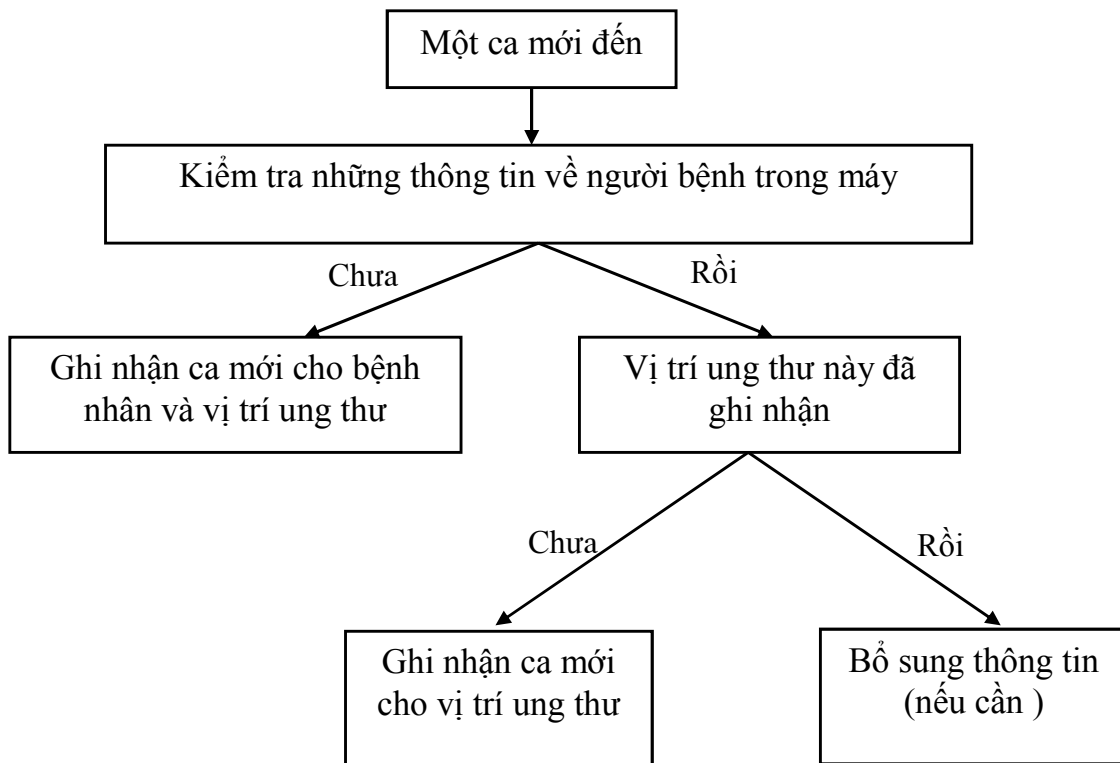 Một ca mới đến
Kiểm tra những thông tin về người bệnh trong máy
Chưa
Rồi
Ghi nhận ca mới cho bệnh
nhân và vị trí ung thư
Vị trí ung thư này đã
ghi nhận
Chưa
Rồi
Ghi nhận ca mới
cho vị trí ung thư
Bổ sung thông tin
(nếu cần )